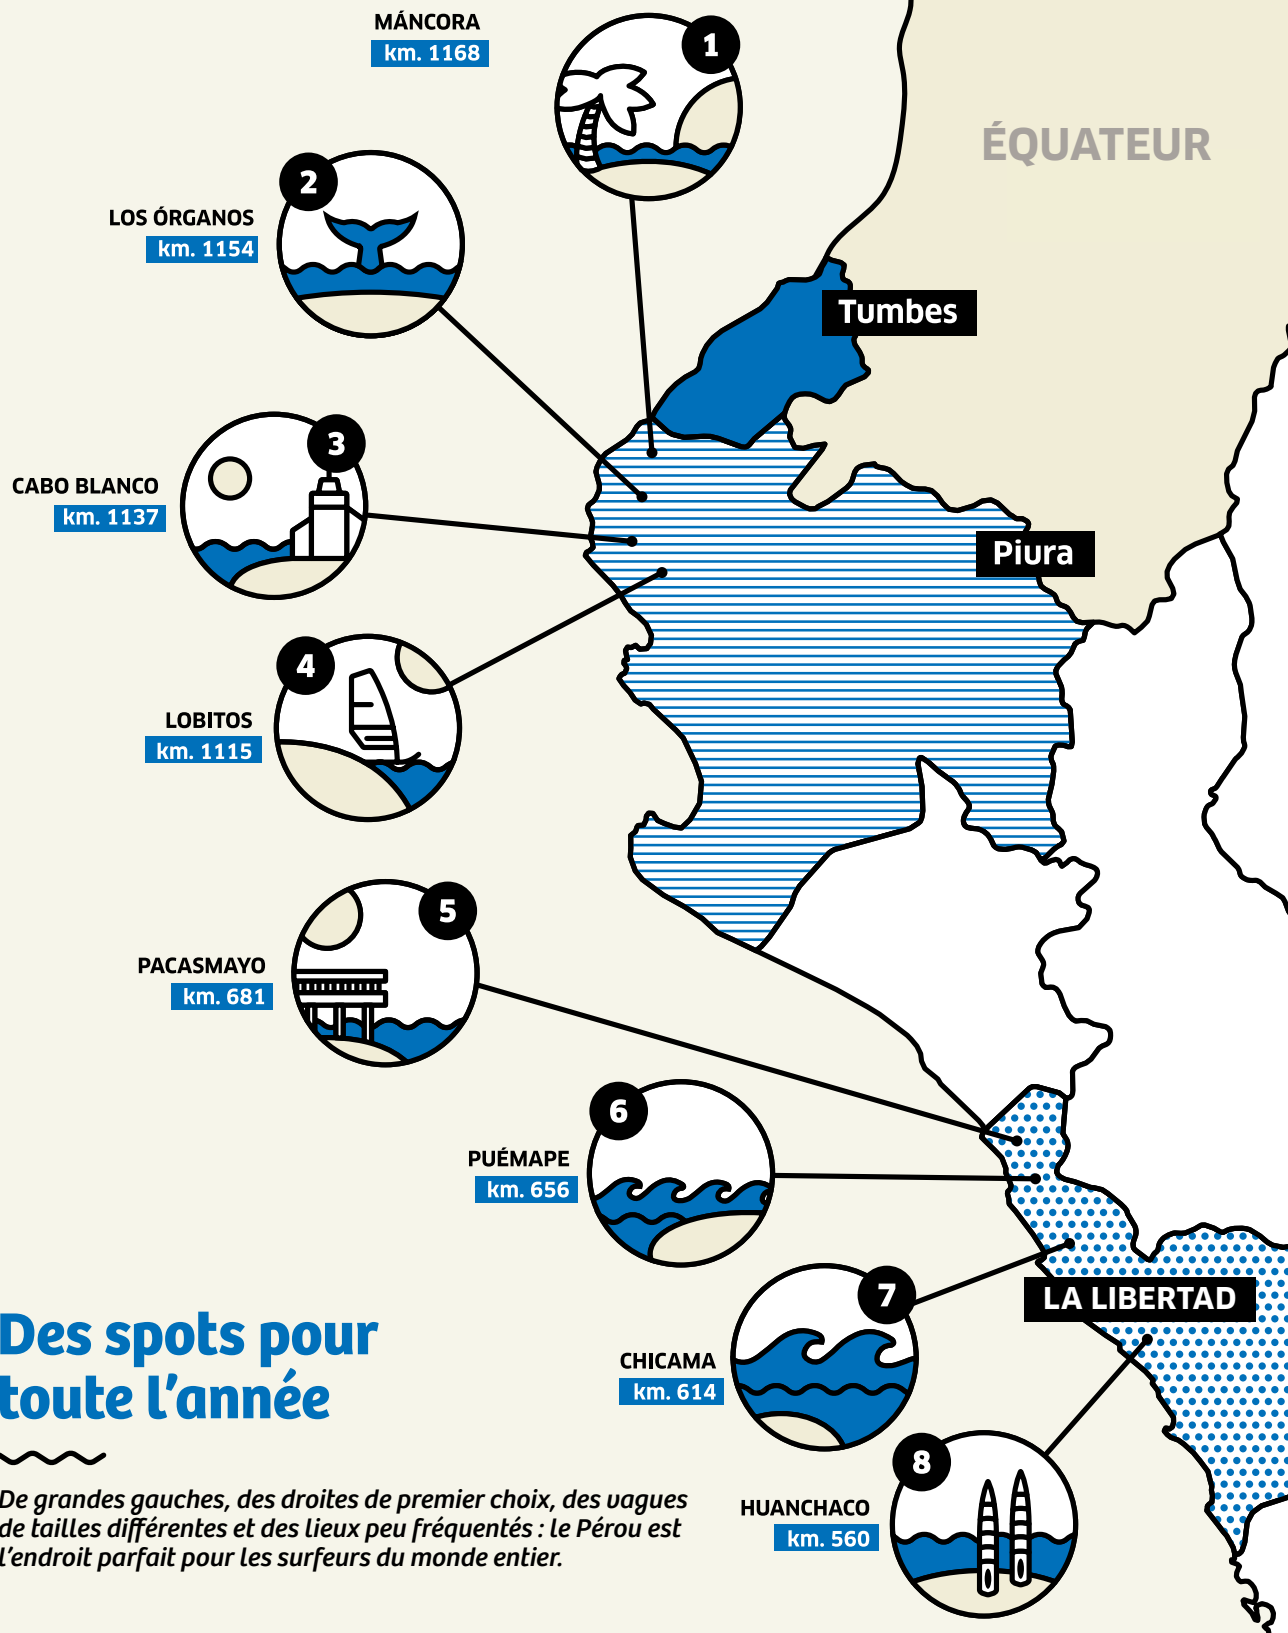 MÁNCORA
km. 1168
1
ÉQUATEUR
2
LOS ÓRGANOS
km. 1154
Tumbes
3
CABO BLANCO
km. 1137
Piura
4
LOBITOS
km. 1115
5
PACASMAYO
km. 681
6
PUÉMAPE
km. 656
7
LA LIBERTAD
CHICAMA
km. 614
8
HUANCHACO
km. 560
Des spots pour
toute l'année
De grandes gauches, des droites de premier choix, des vagues
de tailles différentes et des lieux peu fréquentés : le Pérou est
l'endroit parfait pour les surfeurs du monde entier.